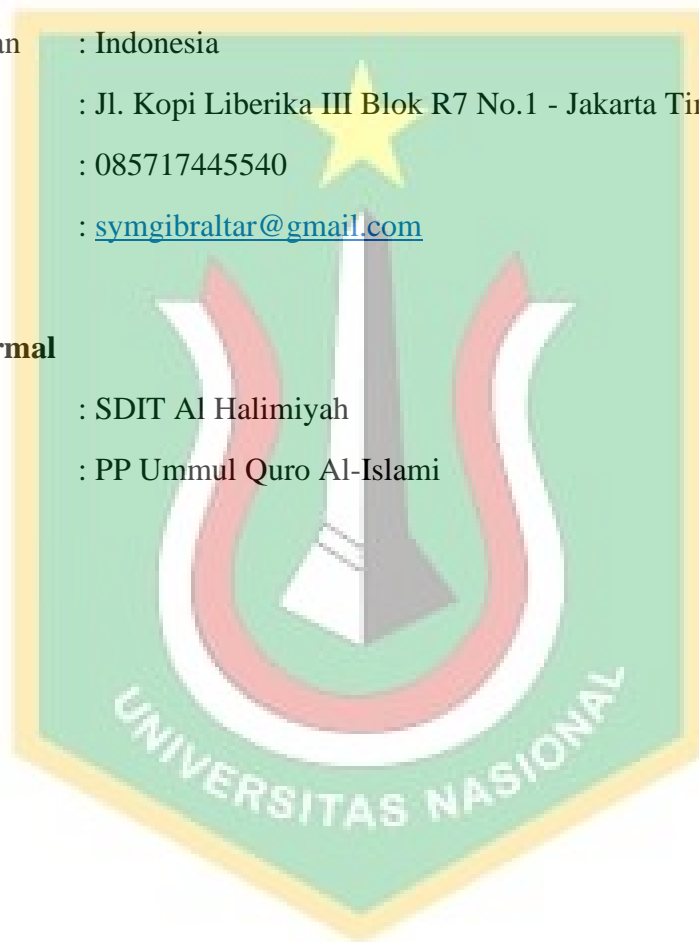 an : Indonesia
: Jl. Kopi Liberika III Blok R7 No.1 - Jakarta Tir
: 085717445540
: symgibraltar@gmail.com
rmal
: SDIT Al Halimiyah
: PP Ummul Quro Al-Islami
UNIVERSITAS NASIONAL